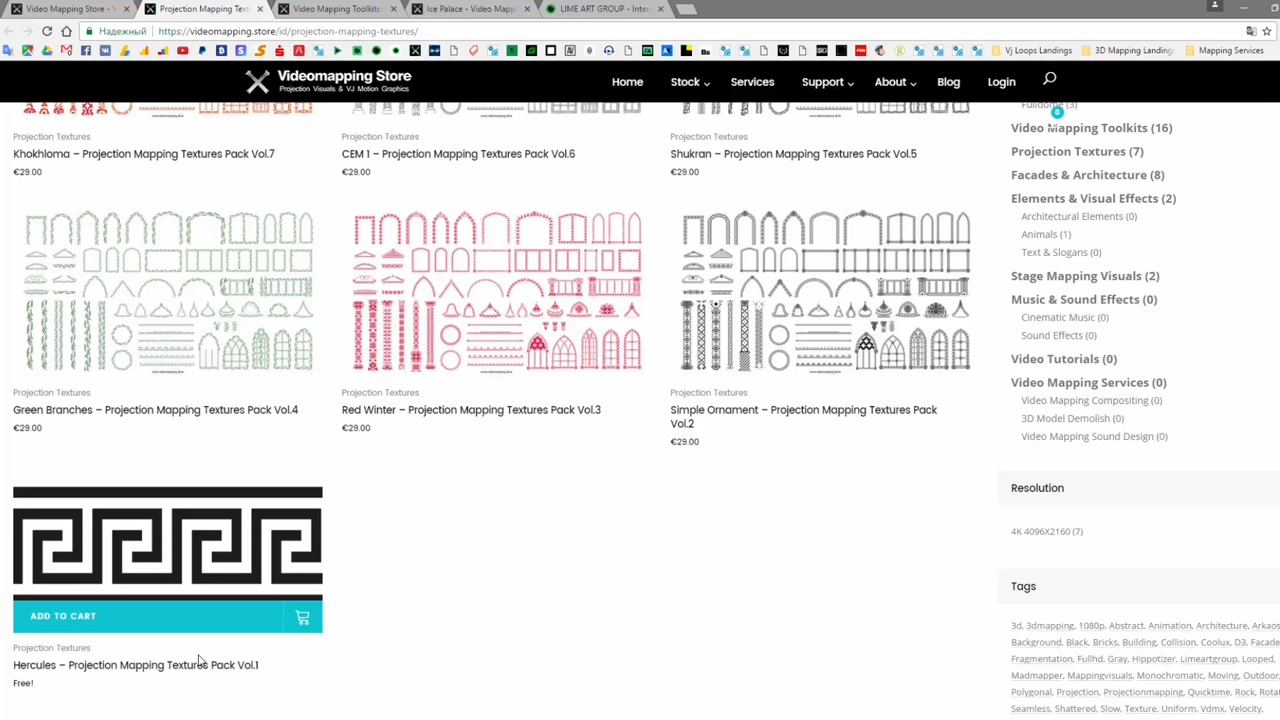 Video Mapping Store - V
Projection Mapping Text
Video Mapping Toolkits
Ice Palace - Video Mapp
LIME ART GROUP - Inter
Надежный
https://videomapping.store/id/projection-mapping-textures/
Vj Loops Landings
3D Mapping Landing
Mapping Services
Videomapping Store
Projection Visuals & VJ Motion Graphics
Home
Stock
Services
Support
About
Blog
Login
0
Fulldome (3)
Projection Textures
Khokhloma – Projection Mapping Textures Pack Vol.7
€29.00
Projection Textures
CEM 1 – Projection Mapping Textures Pack Vol.6
€29.00
Projection Textures
Shukran – Projection Mapping Textures Pack Vol.5
€29.00
Projection Textures
Green Branches – Projection Mapping Textures Pack Vol.4
€29.00
Projection Textures
Red Winter – Projection Mapping Textures Pack Vol.3
€29.00
Projection Textures
Simple Ornament – Projection Mapping Textures Pack
Vol.2
€29.00
ADD TO CART
Projection Textures
Hercules – Projection Mapping Textures Pack Vol.1
Free!
Video Mapping Toolkits (16)
Projection Textures (7)
Facades & Architecture (8)
Elements & Visual Effects (2)
Architectural Elements (0)
Animals (1)
Text & Slogans (0)
Stage Mapping Visuals (2)
Music & Sound Effects (0)
Cinematic Music (0)
Sound Effects (0)
Video Tutorials (0)
Video Mapping Services (0)
Video Mapping Compositing (0)
3D Model Demolish (0)
Video Mapping Sound Design (0)
Resolution
4K 4096X2160 (7)
Tags
3d, 3dmapping, 1080p, Abstract, Animation, Architecture, Arkaos
Background, Black, Bricks, Building, Collision, Coolux, D3, Facade
Fragmentation, Fullhd, Gray, Hippotizer, Limeartgroup, Looped,
Madmapper, Mappingvisuals, Monochromatic, Moving, Outdoor,
Polygonal, Projection, Projectionmapping, Quicktime, Rock, Rotat
Seamless, Shattered, Slow, Texture, Uniform, Vdmx, Velocity,